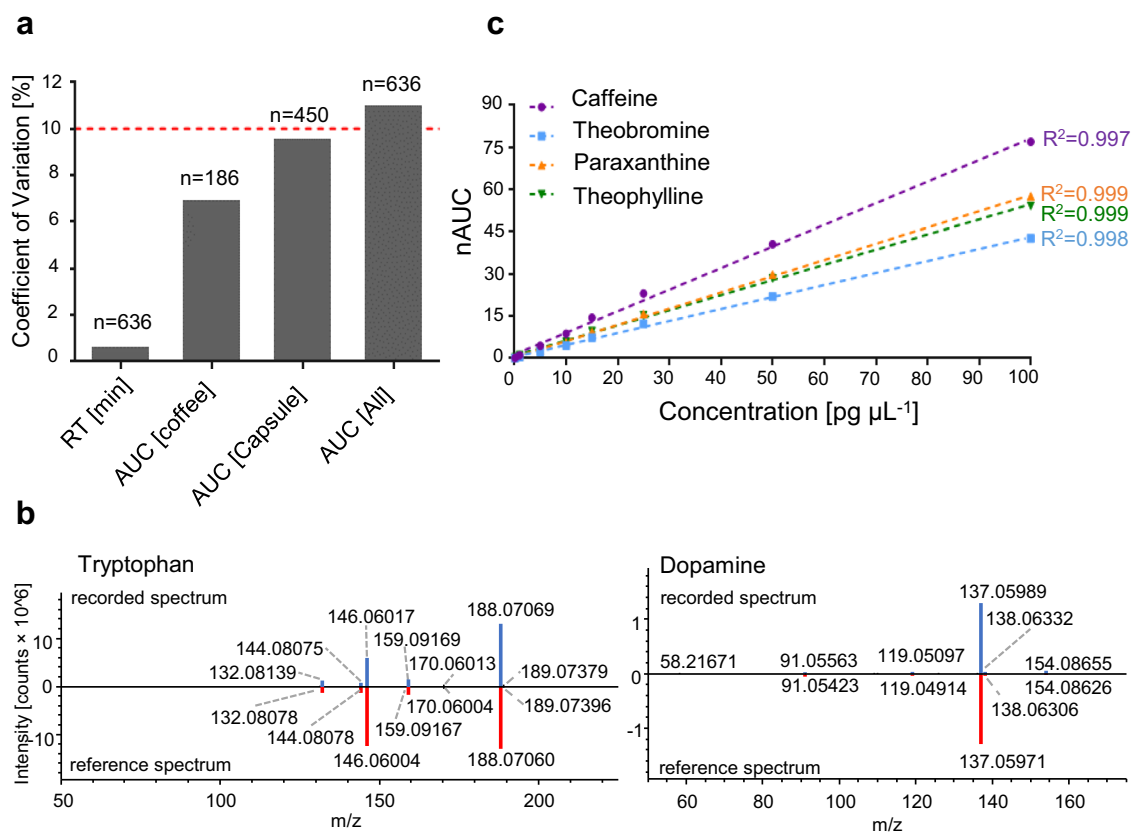 a
Coefficient of Variation [%]
12
10
8
6
4
2
0
n=636
n=186
n=450
n=636
RT [min]
AUC [coffee]
AUC [Capsule]
AUC [All]
c
nAUC
90
75
60
45
30
15
0
Caffeine
Theobromine
Paraxanthine
Theophylline
R²=0.997
R²=0.999
R²=0.999
R²=0.998
0 10 20 30 40 50 60 70 80 90 100
Concentration [pg µL⁻¹]
b
Tryptophan
recorded spectrum
Intensity [counts × 10^6]
10
0
-10
188.07069
146.06017
144.08075
159.09169
132.08139
170.06013
189.07379
132.08078
170.06004
189.07396
144.08078
159.09167
146.06004
188.07060
reference spectrum
50 100 150 200
m/z
Dopamine
recorded spectrum
1
0
-1
137.05989
138.06332
58.21671
91.05563
119.05097
154.08655
91.05423
119.04914
154.08626
138.06306
137.05971
reference spectrum
60 80 100 120 140 160
m/z